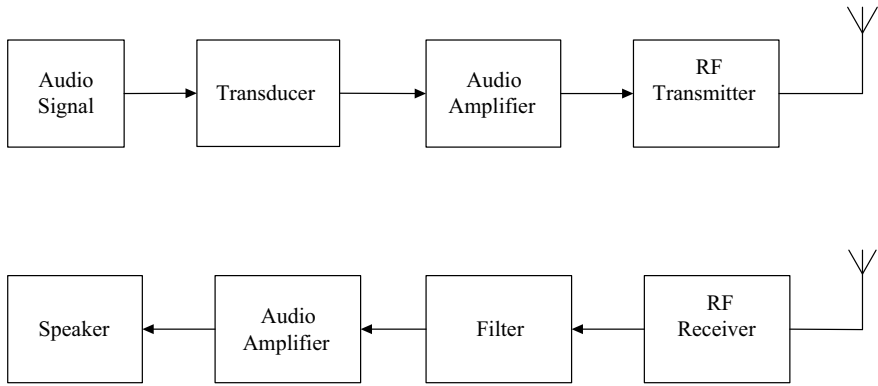 Audio
Signal
Transducer
Audio
Amplifier
RF
Transmitter
Speaker
Audio
Amplifier
Filter
RF
Receiver